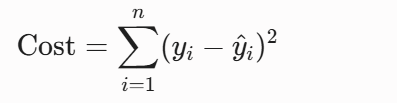 Cost = ∑_{i=1}^{n} (y_i − ŷ_i)²